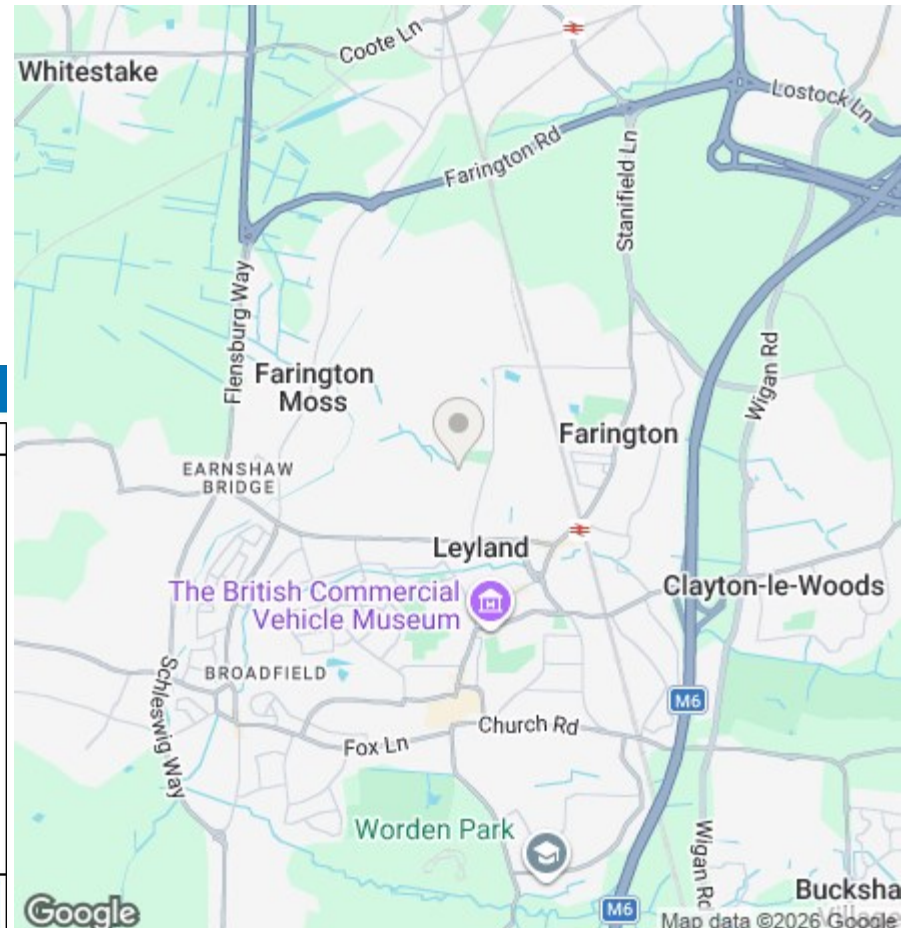 Coote Ln
Whitestake
Lostock Ln
Farington Rd
Stanifield Ln
Flensburg Way
Wigan Rd
Farington
Moss
Farington
EARNSHAW
BRIDGE
Leyland
The British Commercial
Vehicle Museum
Clayton-le-Woods
BROADFIELD
Schleswig Way
M6
Church Rd
Fox Ln
Worden Park
Wigan Rd
Bucksha
Village
M6
Google
Map data ©2026 Google